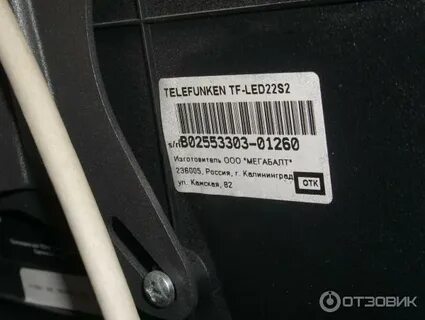 TELEFUNKEN TF-LED22S2
s/n B02553303-01260
Изготовитель ООО "МЕГАБАЛТ"
236005, Россия, г. Калининград
ул. Камская, 82
ОТК
ОТЗОВИК